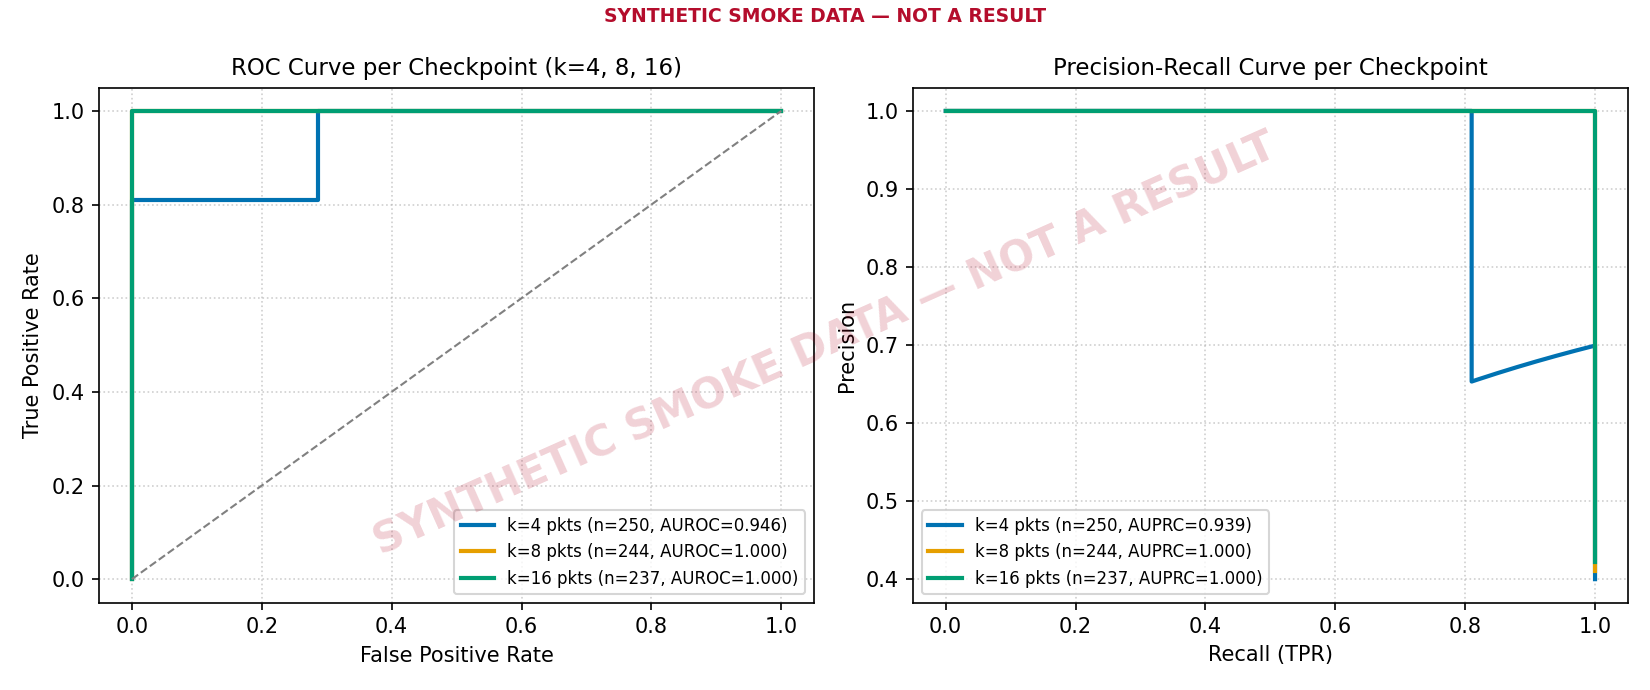 SYNTHETIC SMOKE DATA — NOT A RESULT
ROC Curve per Checkpoint (k=4, 8, 16)
True Positive Rate
1.0
0.8
0.6
0.4
0.2
0.0
0.0 0.2 0.4 0.6 0.8 1.0
False Positive Rate
k=4 pkts (n=250, AUROC=0.946)
k=8 pkts (n=244, AUROC=1.000)
k=16 pkts (n=237, AUROC=1.000)
Precision-Recall Curve per Checkpoint
Precision
1.0
0.9
0.8
0.7
0.6
0.5
0.4
0.0 0.2 0.4 0.6 0.8 1.0
Recall (TPR)
k=4 pkts (n=250, AUPRC=0.939)
k=8 pkts (n=244, AUPRC=1.000)
k=16 pkts (n=237, AUPRC=1.000)
SYNTHETIC SMOKE DATA — NOT A RESULT